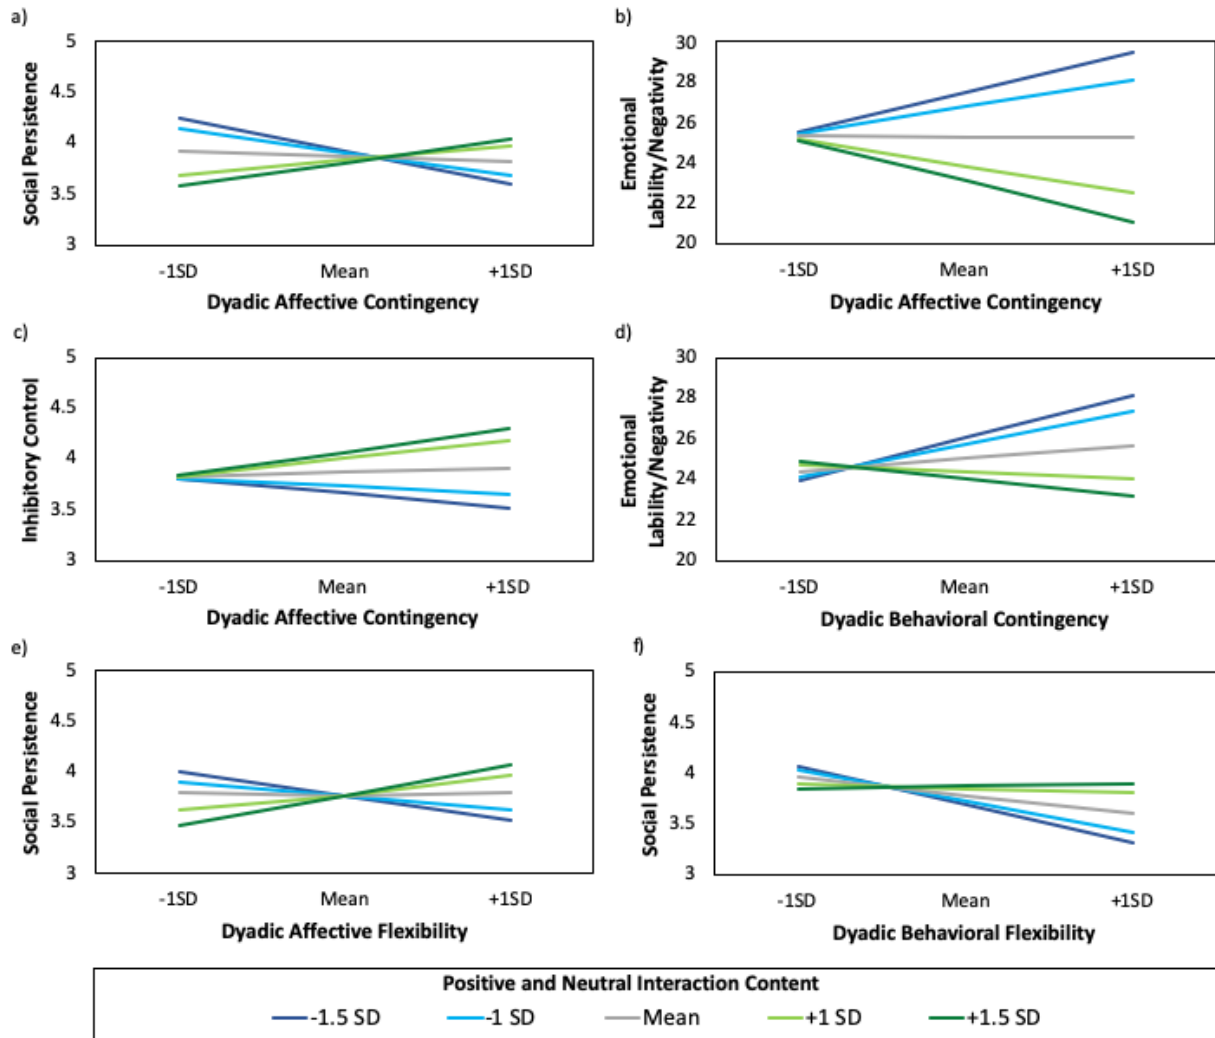 a)
5
4.5
4
3.5
3
Social Persistence
-1SD Mean +1SD
Dyadic Affective Contingency
b)
30
28
26
24
22
20
Emotional
Lability/Negativity
-1SD Mean +1SD
Dyadic Affective Contingency
c)
5
4.5
4
3.5
3
Inhibitory Control
-1SD Mean +1SD
Dyadic Affective Contingency
d)
30
28
26
24
22
20
Emotional
Lability/Negativity
-1SD Mean +1SD
Dyadic Behavioral Contingency
e)
5
4.5
4
3.5
3
Social Persistence
-1SD Mean +1SD
Dyadic Affective Flexibility
f)
5
4.5
4
3.5
3
Social Persistence
-1SD Mean +1SD
Dyadic Behavioral Flexibility
Positive and Neutral Interaction Content
-1.5 SD -1 SD Mean +1 SD +1.5 SD